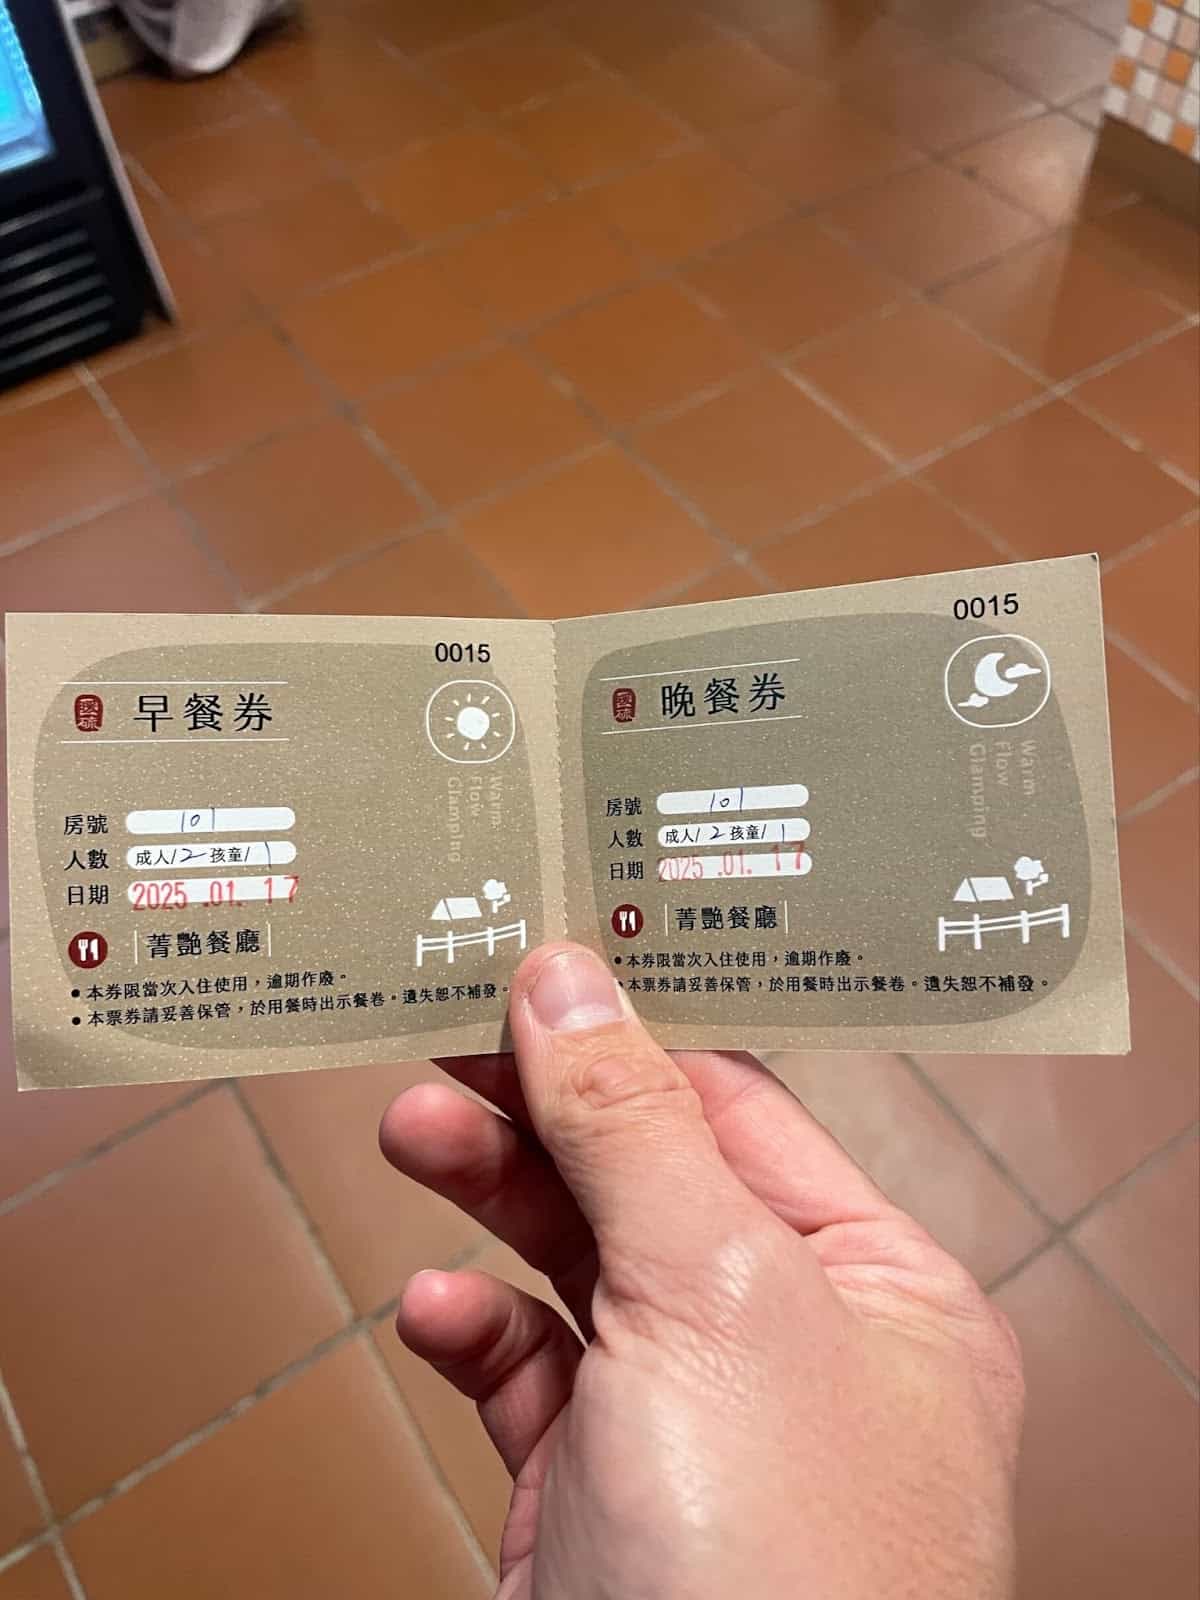 0015
早餐券
Warm
Flow
Glamping
房號 101
人數 成人/2 孩童/1
日期 2025.01.17
菁艷餐廳
●本券限當次入住使用，逾期作廢。
●本票券請妥善保管，於用餐時出示餐卷。遺失恕不補發。
0015
晚餐券
Warm
Flow
Glamping
房號 101
人數 成人/2 孩童/1
日期 2025.01.17
菁艷餐廳
●本券限當次入住使用，逾期作廢。
●本票券請妥善保管，於用餐時出示餐卷。遺失恕不補發。